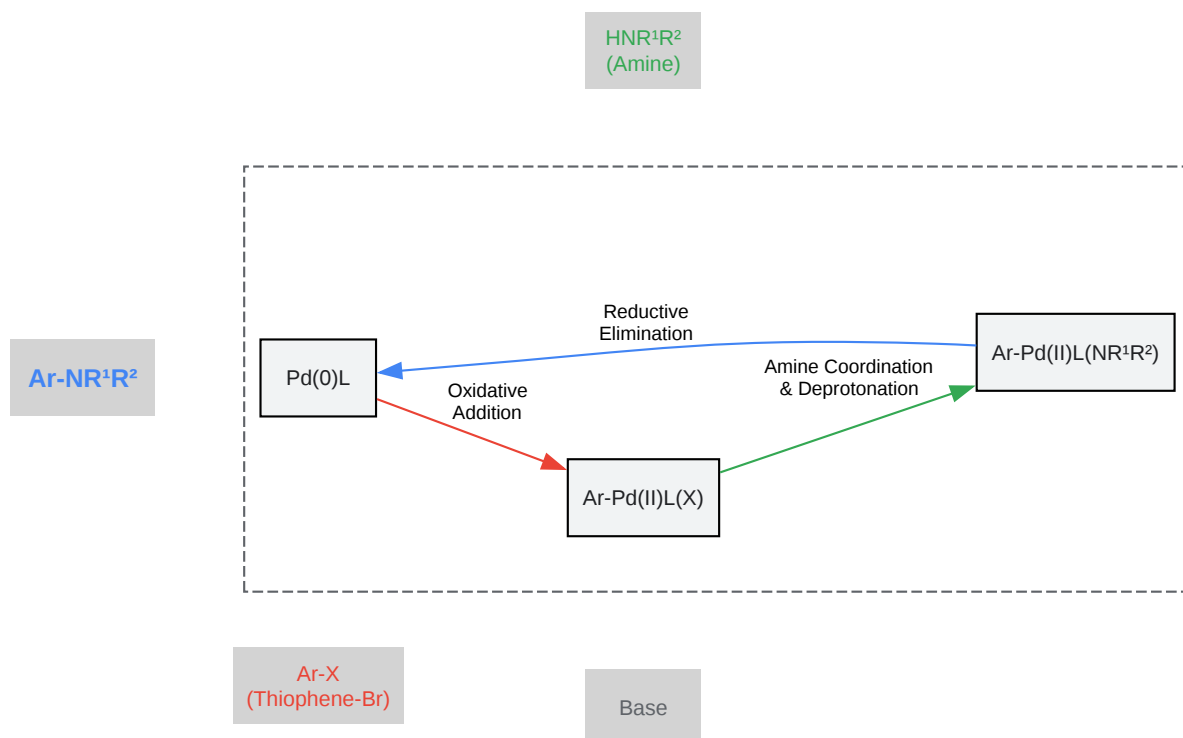 HNR¹R²
(Amine)
Reductive
Elimination
Ar-Pd(II)L(NR¹R²)
Amine Coordination
& Deprotonation
Ar-NR¹R²
Pd(0)L
Oxidative
Addition
Ar-Pd(II)L(X)
Ar-X
(Thiophene-Br)
Base